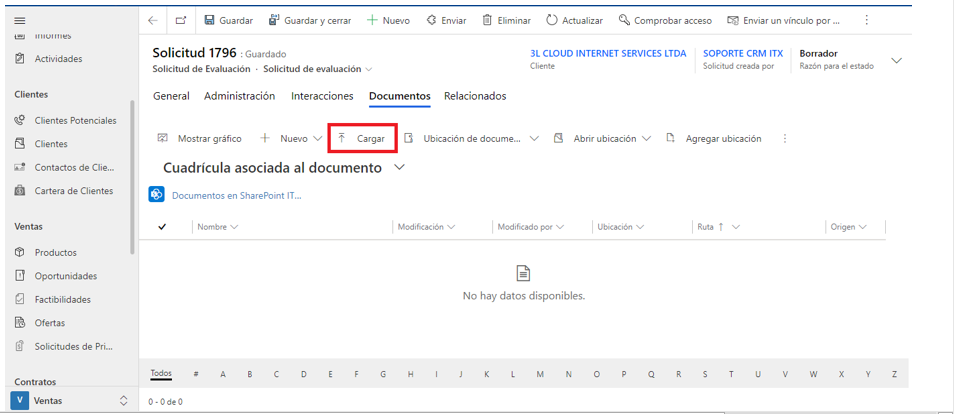 Guardar Guardar y cerrar Nuevo Enviar Eliminar Actualizar Comprobar acceso Enviar un vínculo por ...
Informes
Actividades
Clientes
Clientes Potenciales
Clientes
Contactos de Clie...
Cartera de Clientes
Ventas
Productos
Oportunidades
Factibilidades
Ofertas
Solicitudes de Pri...
Contratos
V Ventas
Solicitud 1796 : Guardado
Solicitud de Evaluación · Solicitud de evaluación
3L CLOUD INTERNET SERVICES LTDA
Cliente
SOPORTE CRM ITX
Solicitud creada por
Borrador
Razón para el estado
General Administración Interacciones Documentos Relacionados
Mostrar gráfico Nuevo Cargar Ubicación de docume... Abrir ubicación Agregar ubicación
Cuadrícula asociada al documento
Documentos en SharePoint IT...
Nombre Modificación Modificado por Ubicación Ruta ↑ Origen
No hay datos disponibles.
Todos # A B C D E F G H I J K L M N O P Q R S T U V W X Y Z
0 - 0 de 0